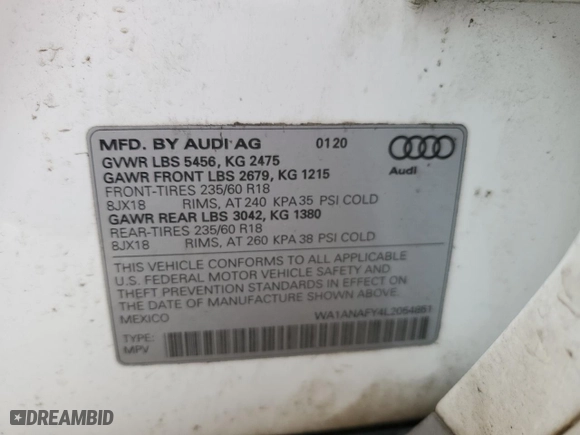 MFD. BY AUDI AG 0120
GVWR LBS 5456, KG 2475
GAWR FRONT LBS 2679, KG 1215
FRONT-TIRES 235/60 R18
8JX18 RIMS, AT 240 KPA 35 PSI COLD
GAWR REAR LBS 3042, KG 1380
REAR-TIRES 235/60 R18
8JX18 RIMS, AT 260 KPA 38 PSI COLD
Audi
THIS VEHICLE CONFORMS TO ALL APPLICABLE
U.S. FEDERAL MOTOR VEHICLE SAFETY AND
THEFT PREVENTION STANDARDS IN EFFECT ON
THE DATE OF MANUFACTURE SHOWN ABOVE.
MEXICO
TYPE:
MPV
DREAMBID